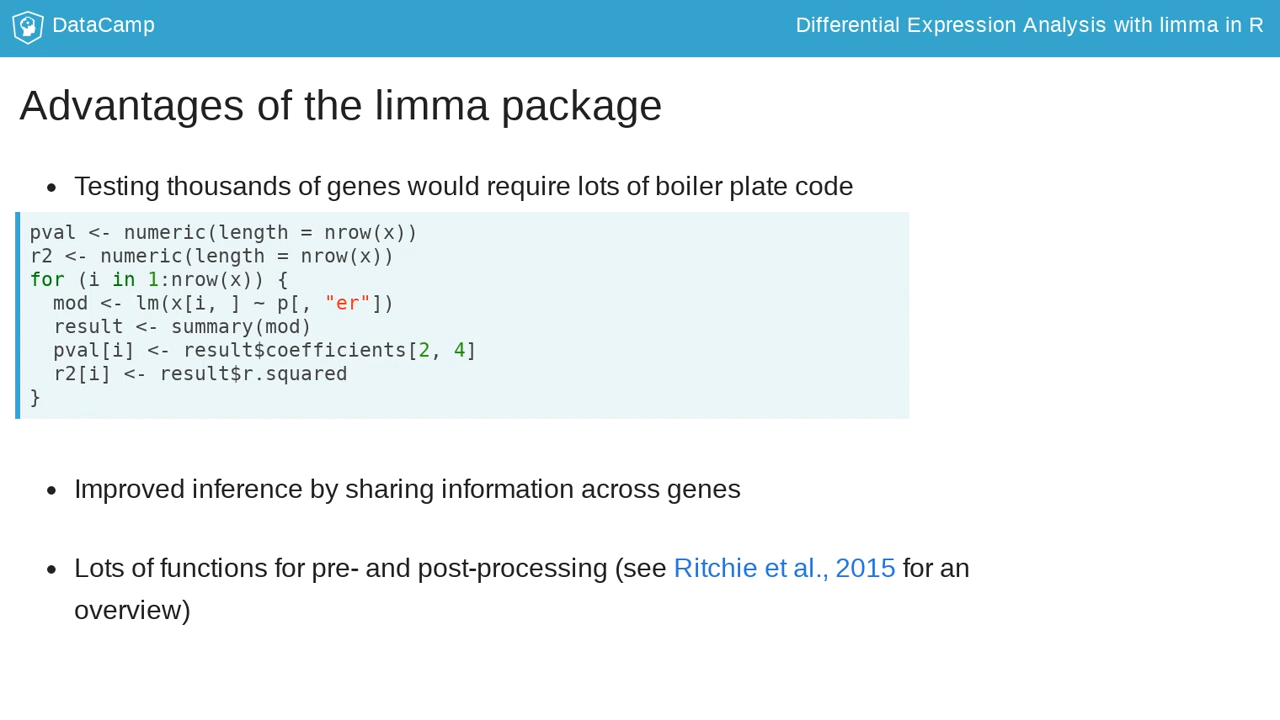 DataCamp
Differential Expression Analysis with limma in R
Advantages of the limma package
• Testing thousands of genes would require lots of boiler plate code
pval <- numeric(length = nrow(x))
r2 <- numeric(length = nrow(x))
for (i in 1:nrow(x)) {
  mod <- lm(x[i, ] ~ p[, "er"])
  result <- summary(mod)
  pval[i] <- result$coefficients[2, 4]
  r2[i] <- result$r.squared
}
• Improved inference by sharing information across genes
• Lots of functions for pre- and post-processing (see Ritchie et al., 2015 for an
overview)